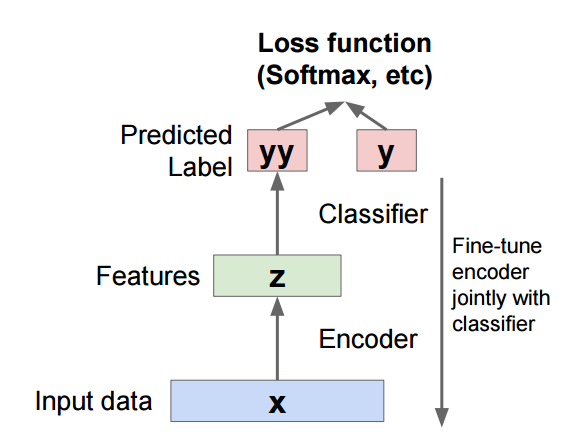 Loss function
(Softmax, etc)
Predicted
Label
yy
y
Classifier
Fine-tune
encoder
jointly with
classifier
Features
z
Encoder
Input data
x